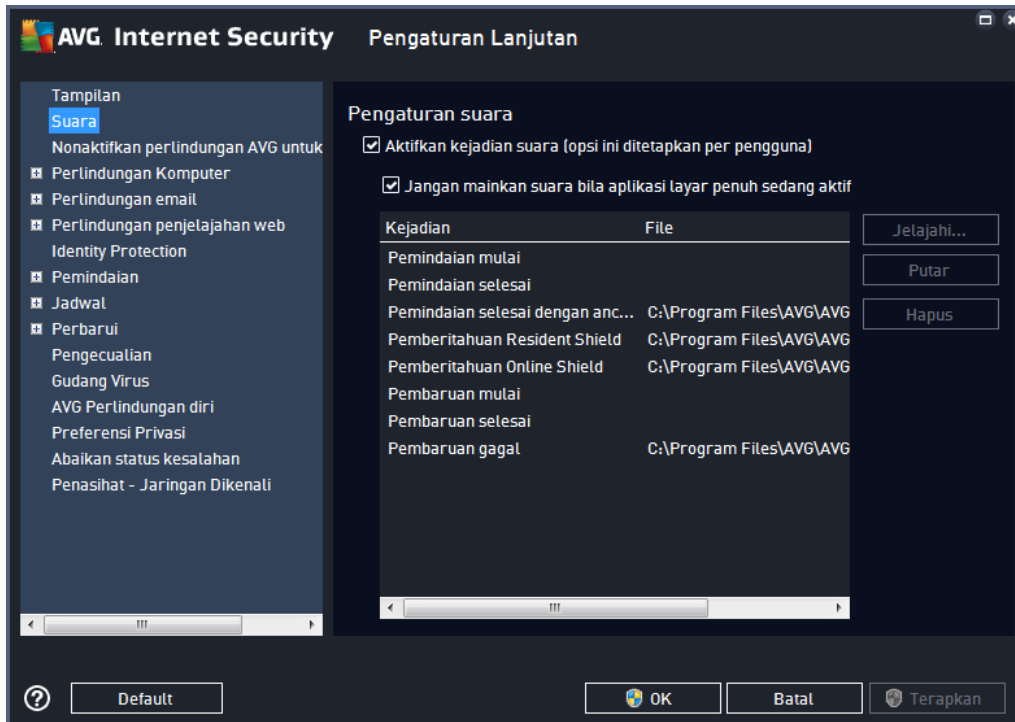 AVG. Internet Security Pengaturan Lanjutan
Tampilan
Suara
Nonaktifkan perlindungan AVG untuk
Perlindungan Komputer
Perlindungan email
Perlindungan penjelajahan web
Identity Protection
Pemindaian
Jadwal
Perbarui
Pengecualian
Gudang Virus
AVG Perlindungan diri
Preferensi Privasi
Abaikan status kesalahan
Penasihat - Jaringan Dikenali
Pengaturan suara
Aktifkan kejadian suara (opsi ini ditetapkan per pengguna)
Jangan mainkan suara bila aplikasi layar penuh sedang aktif
Kejadian File
Pemindaian mulai
Pemindaian selesai
Pemindaian selesai dengan anc... C:\Program Files\AVG\AVG
Pemberitahuan Resident Shield C:\Program Files\AVG\AVG
Pemberitahuan Online Shield C:\Program Files\AVG\AVG
Pembaruan mulai
Pembaruan selesai
Pembaruan gagal C:\Program Files\AVG\AVG
Jelajahi...
Putar
Hapus
Default
OK
Batal
Terapkan